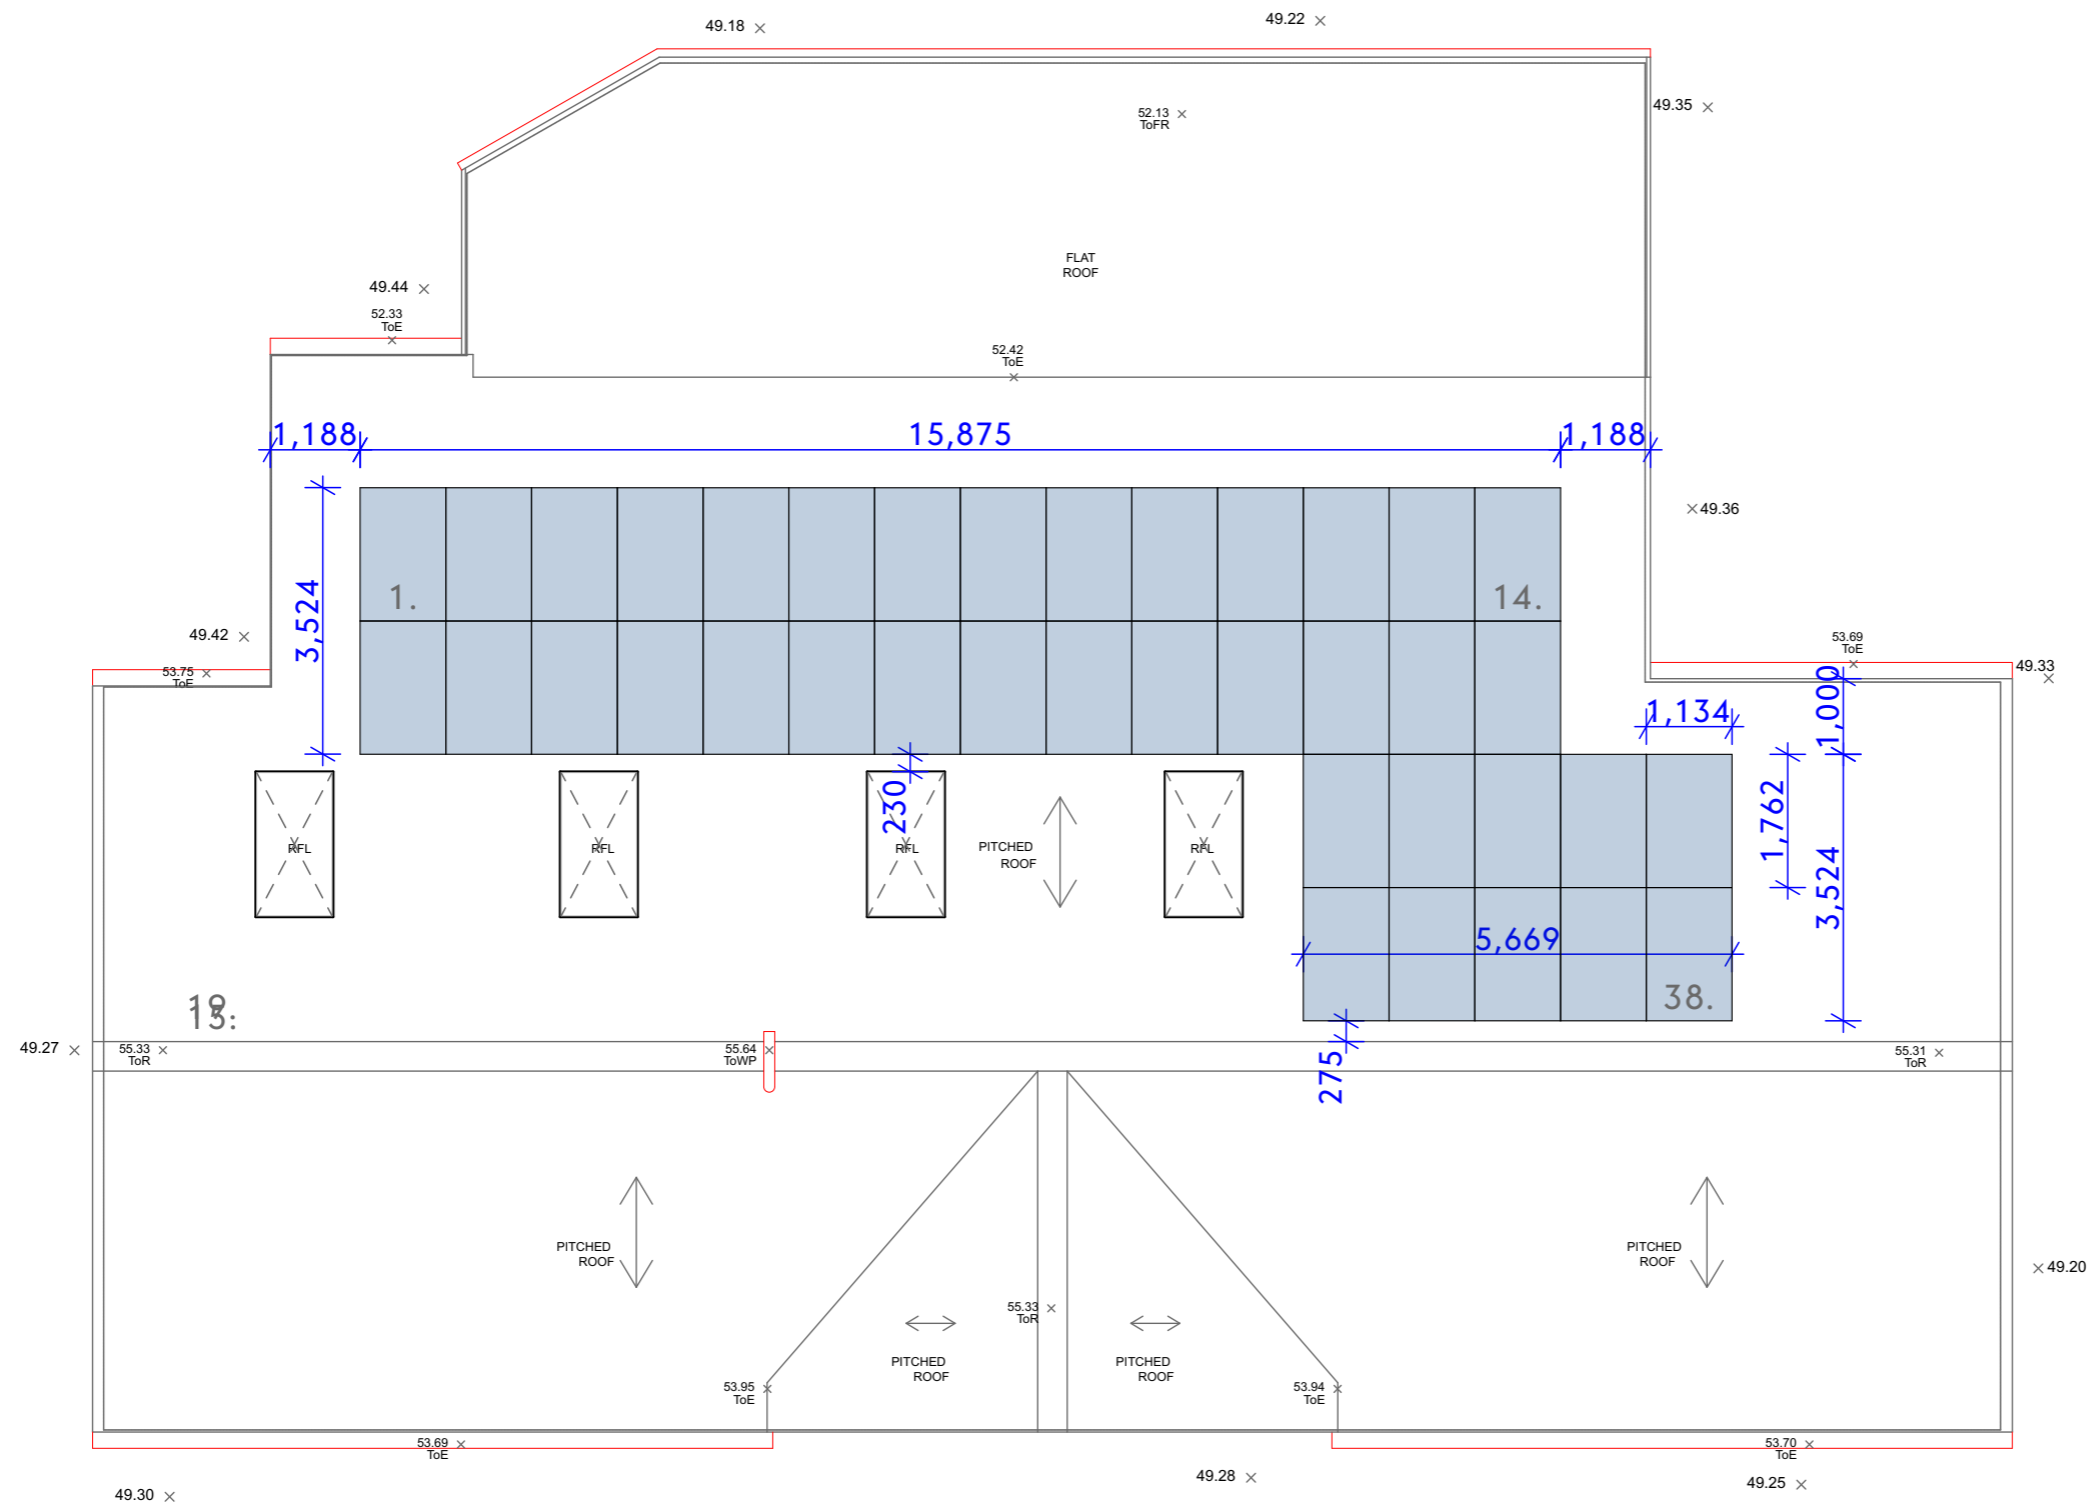 49.18
49.22
49.35
52.13
ToFR
FLAT
ROOF
49.44
52.33
ToE
52.42
ToE
1,188
15,875
1,188
49.36
3,524
1.
14.
49.42
53.75
ToE
53.69
ToE
49.33
1,000
1,134
230
1,762
3,524
RFL
RFL
RFL
PITCHED
ROOF
RFL
5,669
38.
19.
49.27
55.33
ToR
55.64
ToWP
275
55.31
ToR
PITCHED
ROOF
PITCHED
ROOF
49.20
55.33
ToR
PITCHED
ROOF
PITCHED
ROOF
53.95
ToE
53.94
ToE
53.69
ToE
53.70
ToE
49.30
49.28
49.25